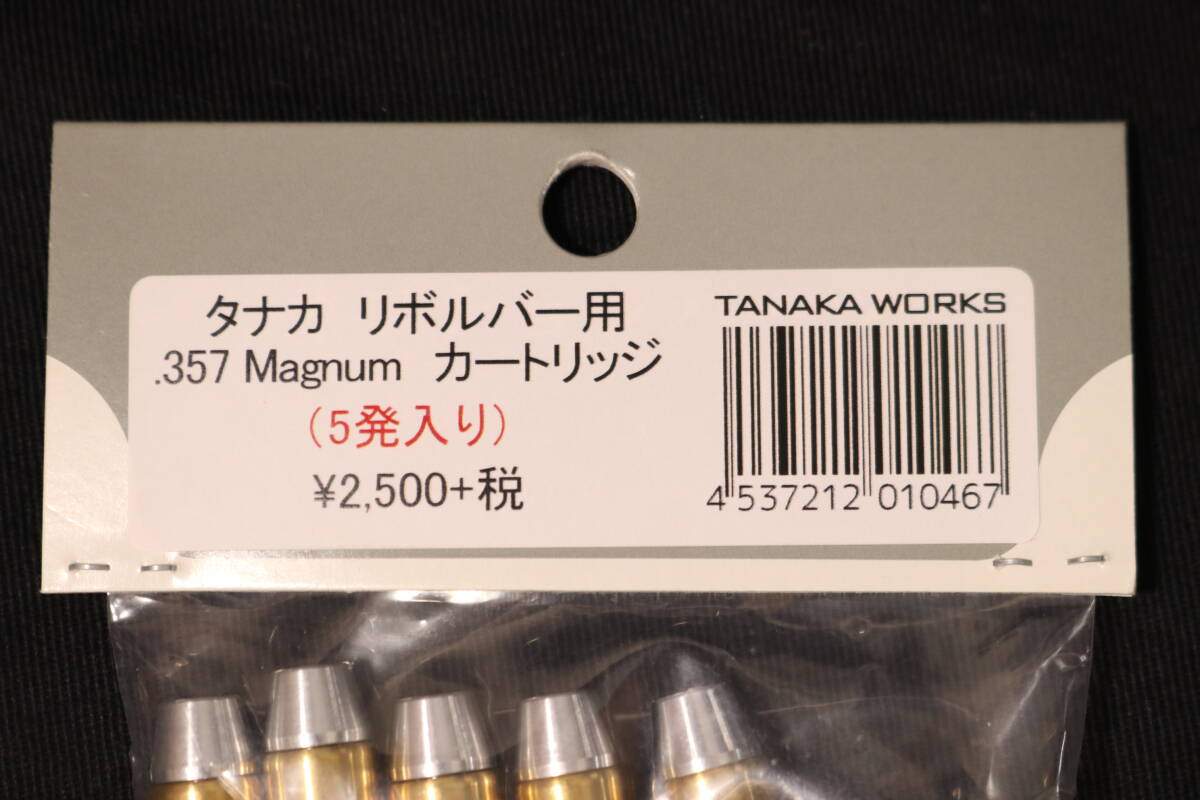 タナカ リボルバー用
.357 Magnum カートリッジ
(5発入り)
¥2,500+税
TANAKA WORKS
4 537212 010467